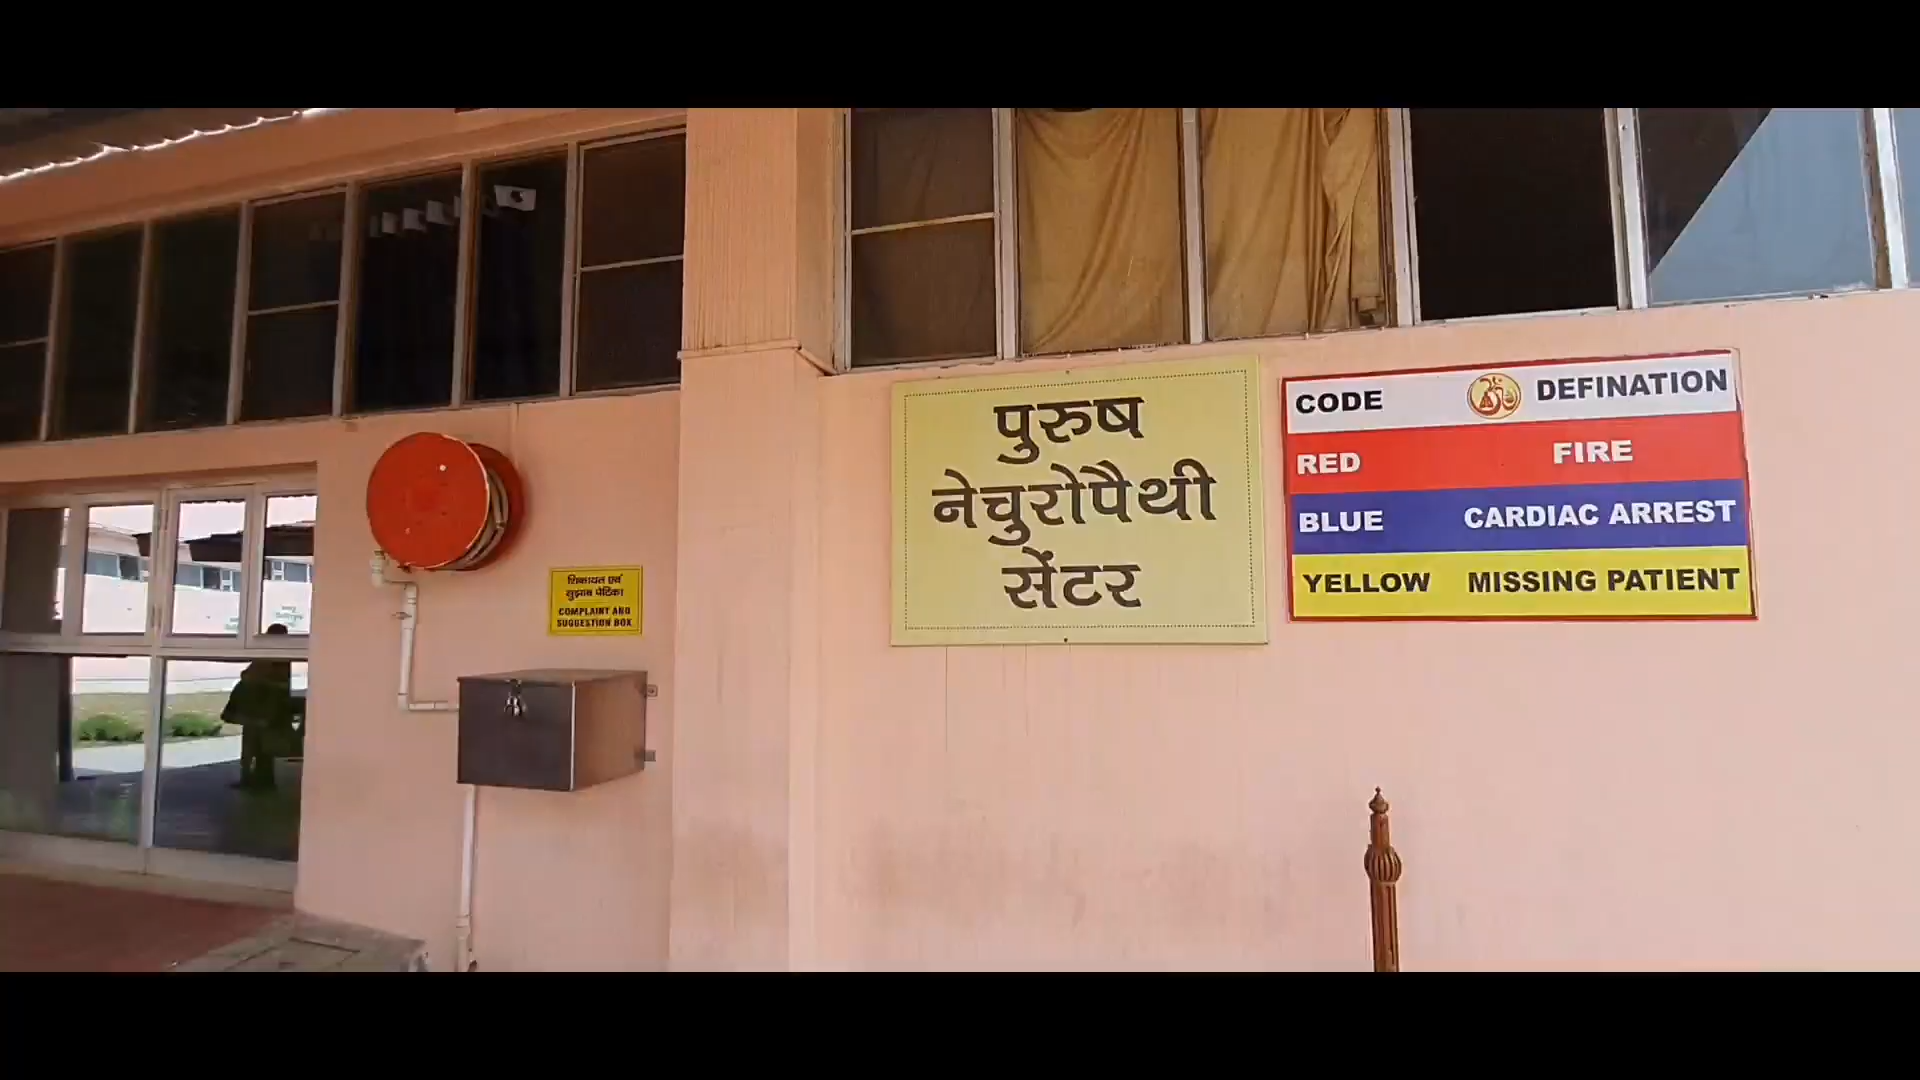 शिकायत एवं
सुझाव पेटिका
COMPLAINT AND
SUGGESTION BOX
पुरुष
नेचुरोपैथी
सेंटर
CODE DEFINATION
RED FIRE
BLUE CARDIAC ARREST
YELLOW MISSING PATIENT